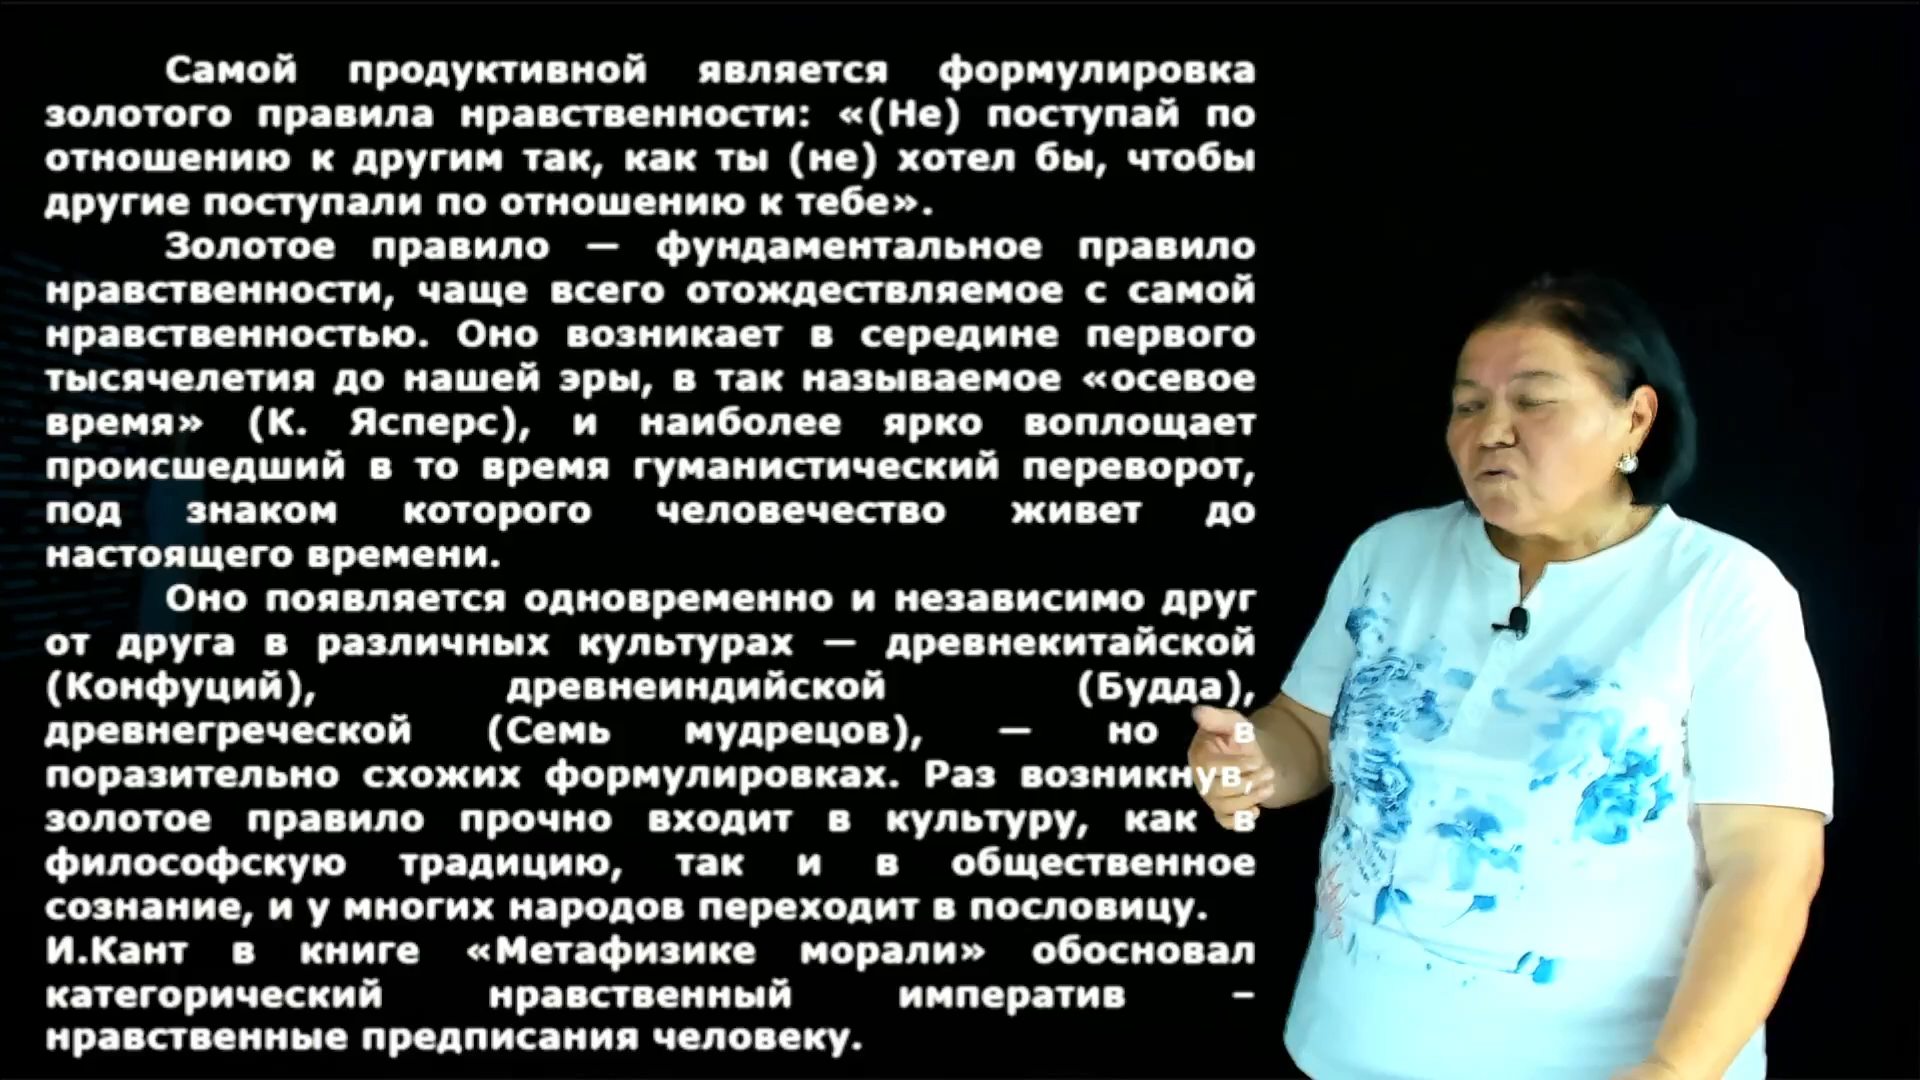 Самой продуктивной является формулировка
золотого правила нравственности: «(Не) поступай по
отношению к другим так, как ты (не) хотел бы, чтобы
другие поступали по отношению к тебе».
Золотое правило — фундаментальное правило
нравственности, чаще всего отождествляемое с самой
нравственностью. Оно возникает в середине первого
тысячелетия до нашей эры, в так называемое «осевое
время» (К. Ясперс), и наиболее ярко воплощает
происшедший в то время гуманистический переворот,
под знаком которого человечество живет до
настоящего времени.
Оно появляется одновременно и независимо друг
от друга в различных культурах — древнекитайской
(Конфуций), древнеиндийской (Будда),
древнегреческой (Семь мудрецов), — но в
поразительно схожих формулировках. Раз возникнув,
золотое правило прочно входит в культуру, как в
философскую традицию, так и в общественное
сознание, и у многих народов переходит в пословицу.
И.Кант в книге «Метафизике морали» обосновал
категорический нравственный императив –
нравственные предписания человеку.